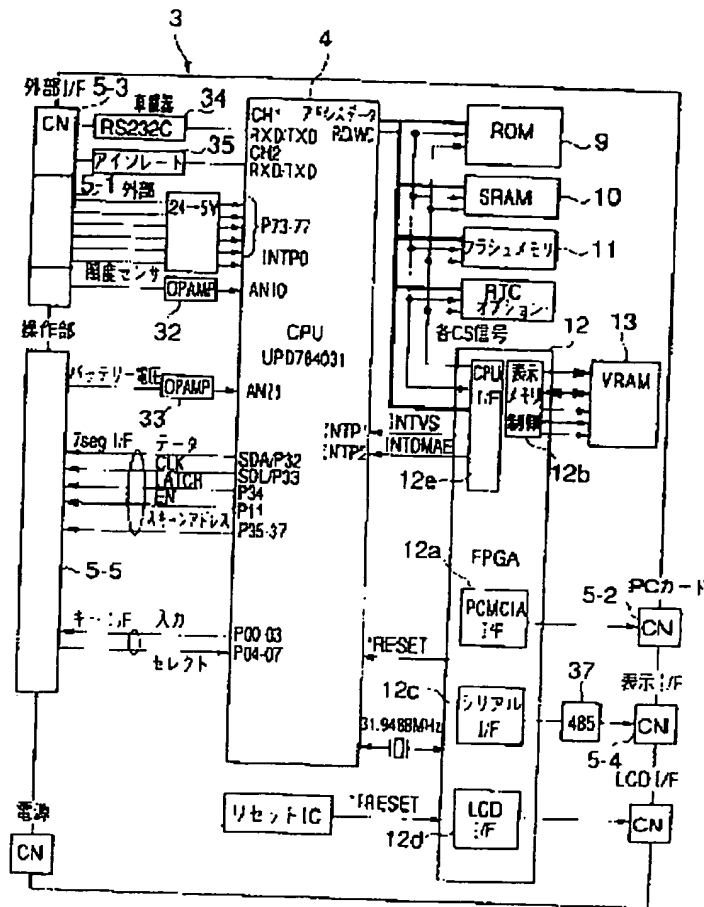 3
4
外部I/F
5-3
CN
車載器
34
RS232C
35
アイソレート
5-1
外部
24→5V
照度センサ
OPAMP
32
操作部
バッテリー電圧
OPAMP
33
7seg I/F
データ
CLK
LATCH
EN
スキャンアドレス
5-5
入力
セレクト
電源
CN
CH1
アドレスデータ
RXD:TXD
CH2
RXD:TXD
P73-77
INTP0
ANI0
CPU
UPD784031
SDA/P32
P34
P11
P35-37
P00-03
P04-07
ROM
9
SRAM
10
フラッシュメモリ
11
RTC
オプション
各CS信号
12
13
CPU
I/F
表示
メモリ
制御
VRAM
INTVS
INTDMAE
12e
12b
FPGA
12a
PCMCIA
I/F
5-2
PCカード
CN
*RESET
12c
シリアル
I/F
37
485
表示I/F
CN
5-4
31.9488MHz
LCD I/F
リセットIC
*RESET
LCD
I/F
12d
CN